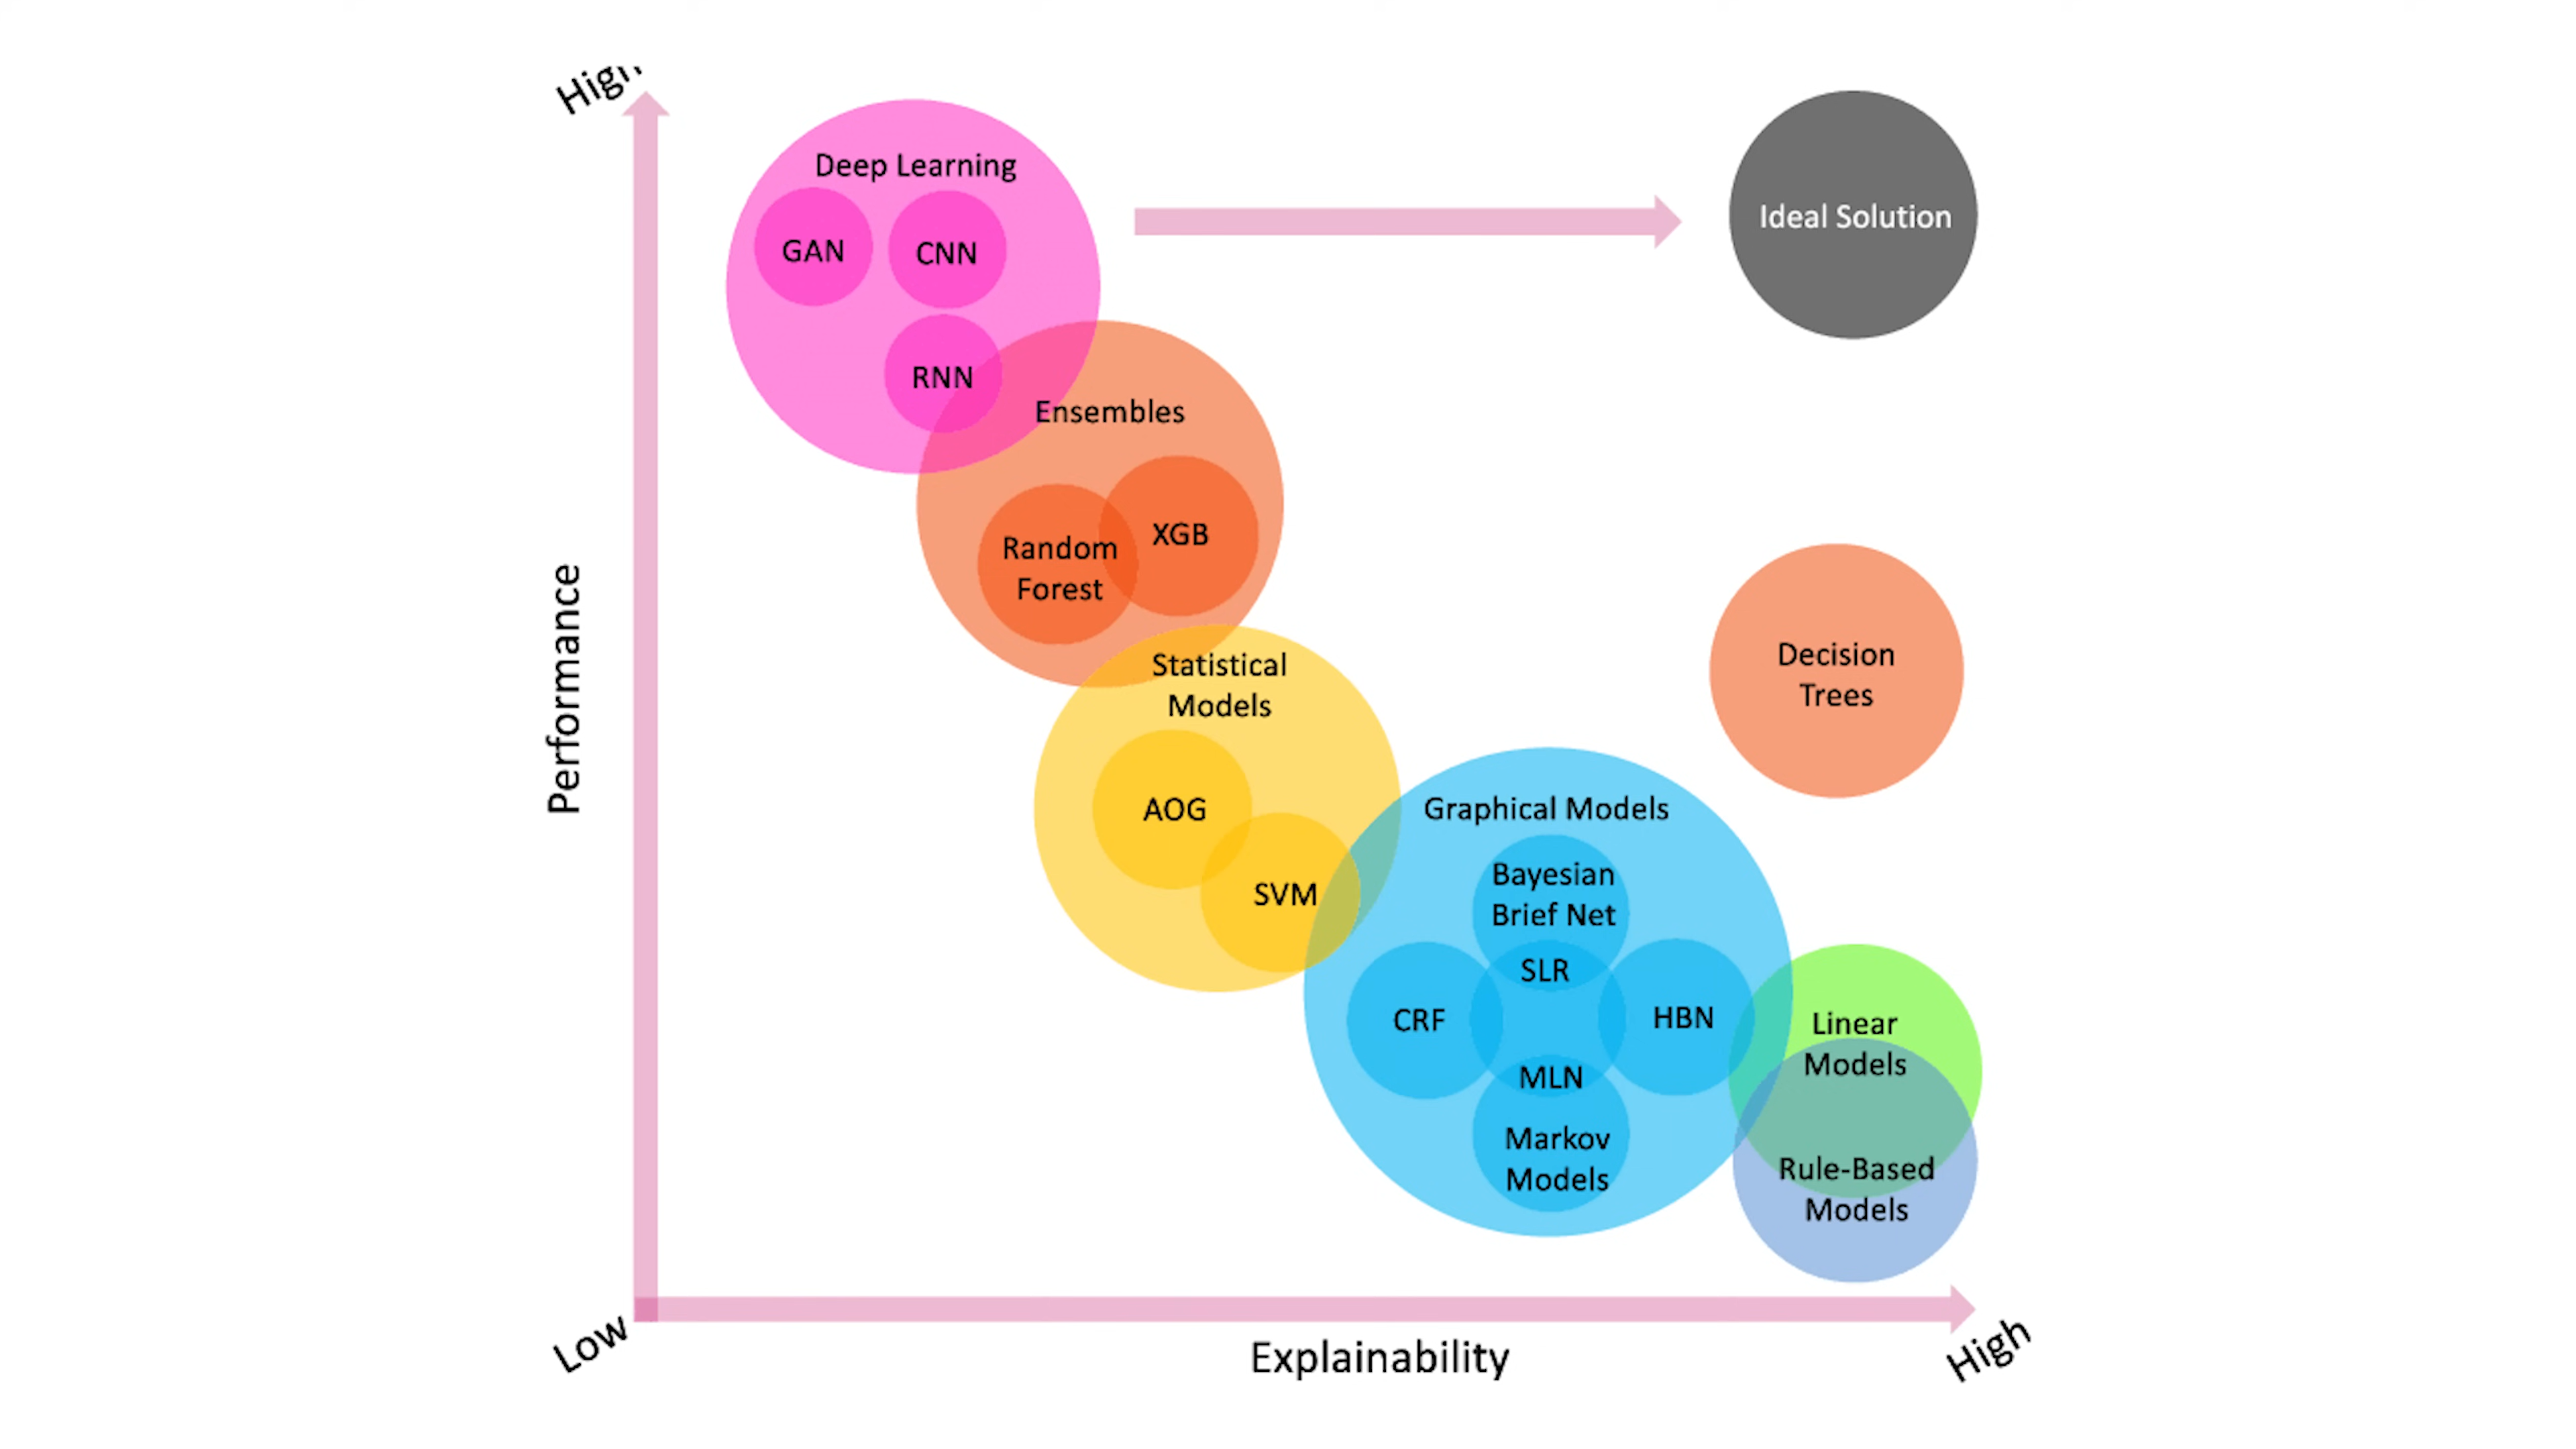 High
Deep Learning
GAN
CNN
RNN
Ideal Solution
Ensembles
Random
Forest
XGB
Statistical
Models
AOG
SVM
Decision
Trees
Graphical Models
Bayesian
Brief Net
SLR
CRF
HBN
MLN
Markov
Models
Linear
Models
Rule-Based
Models
Performance
Low
Explainability
High